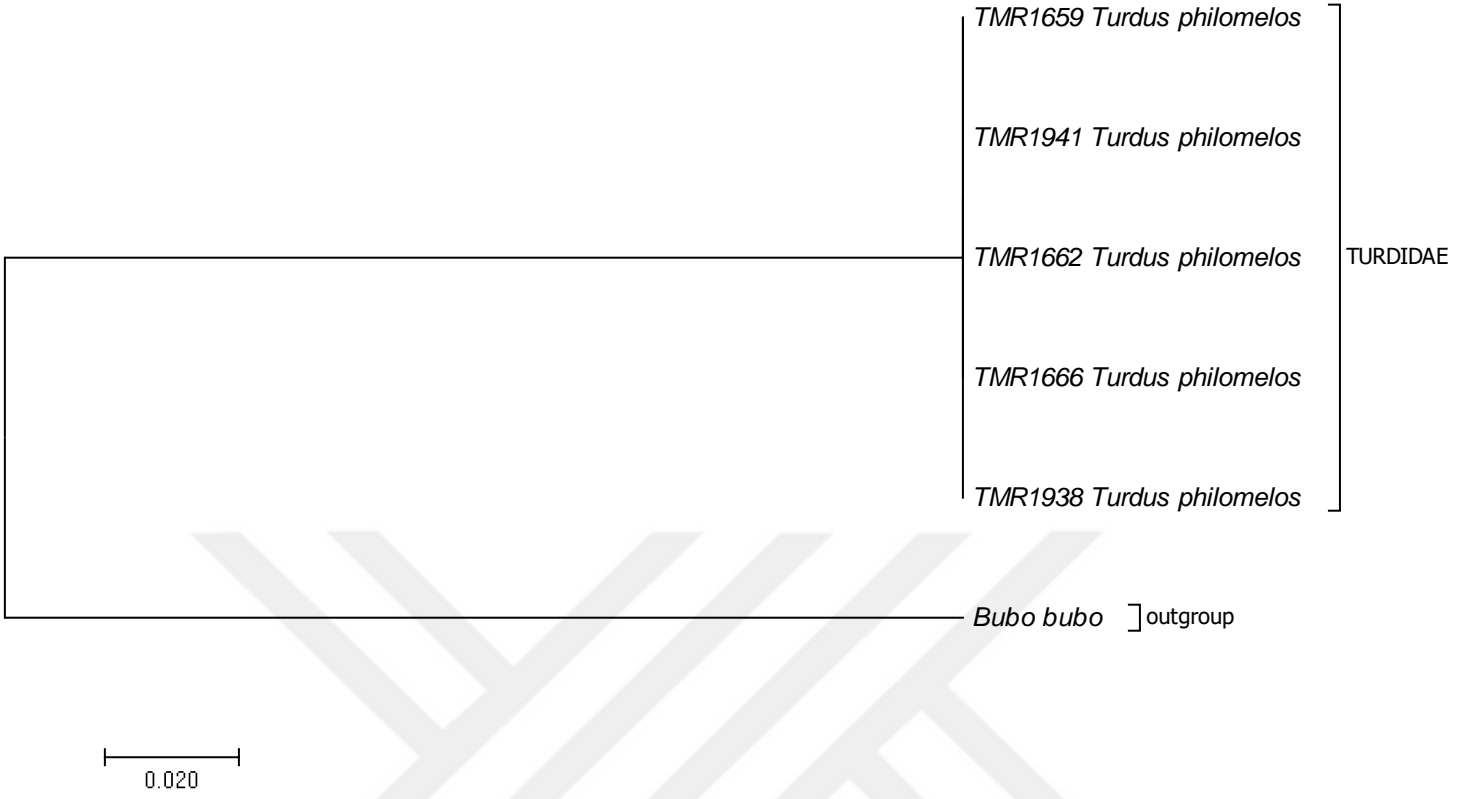 TMR1659 Turdus philomelos
TMR1941 Turdus philomelos
TMR1662 Turdus philomelos
TURDIDAE
TMR1666 Turdus philomelos
TMR1938 Turdus philomelos
Bubo bubo outgroup
0.020